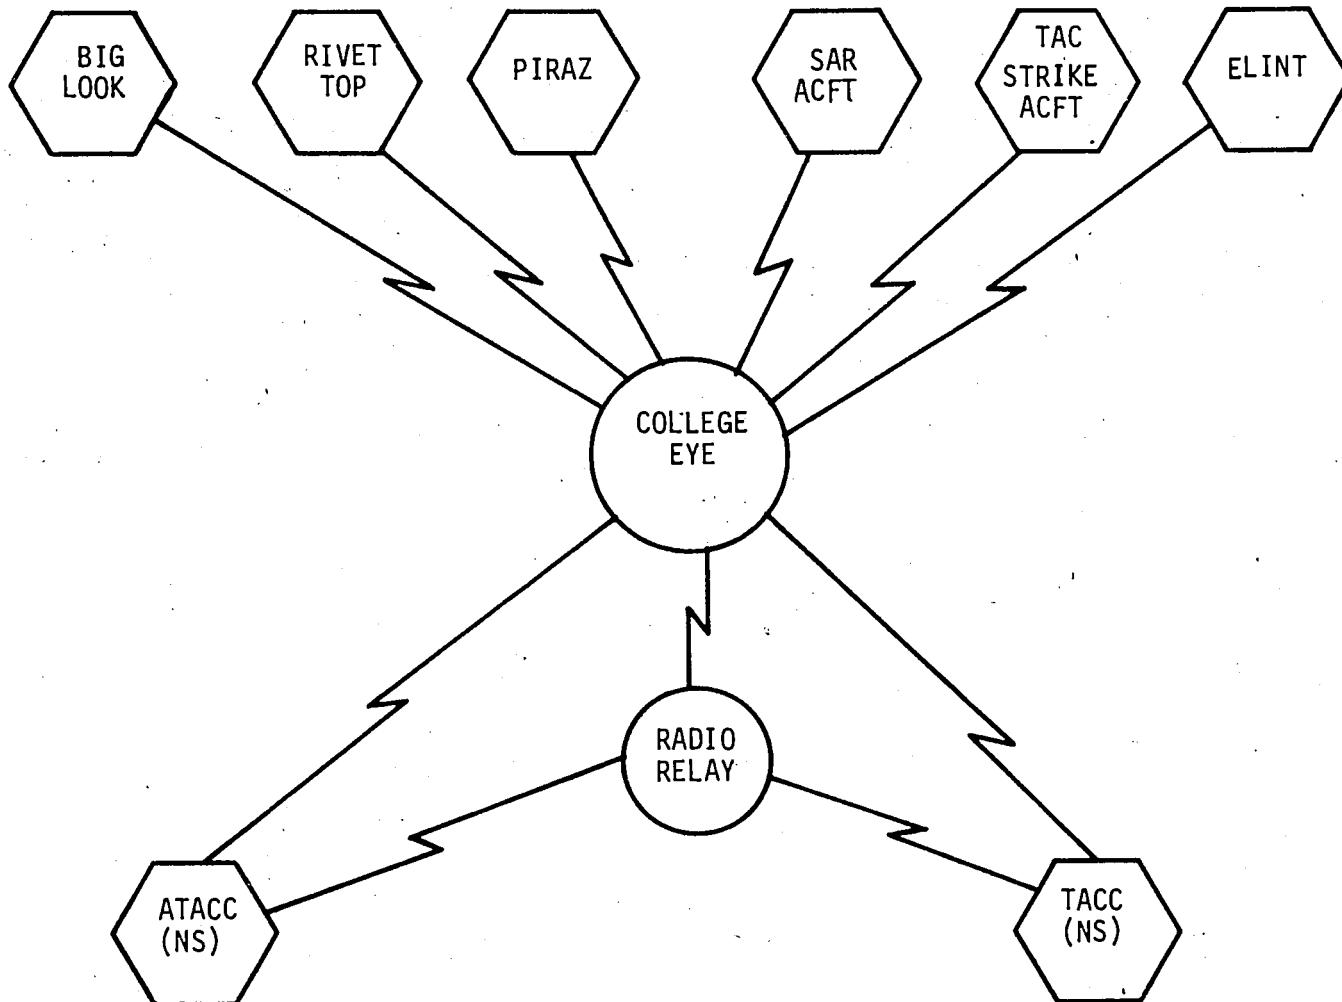 BIG
LOOK
RIVET
TOP
PIRAZ
SAR
ACFT
TAC
STRIKE
ACFT
ELINT
COLLEGE
EYE
RADIO
RELAY
ATACC
(NS)
TACC
(NS)